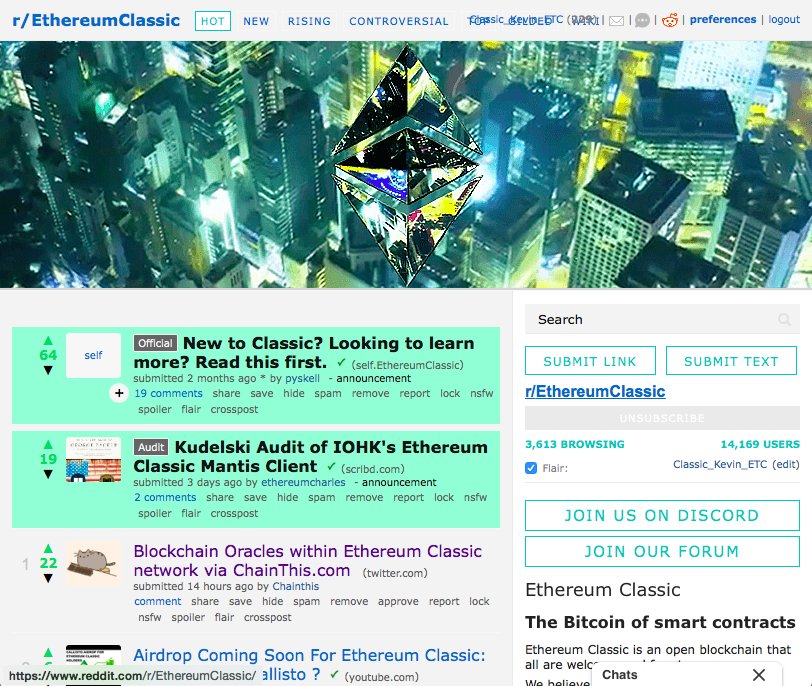 r/EthereumClassic HOT NEW RISING CONTROVERSIAL TOP GILDED WIKI Classic_Kevin_ETC (229) | | | | preferences | logout
64
self
Official New to Classic? Looking to learn
more? Read this first. ✔ (self.EthereumClassic)
submitted 2 months ago * by pyskell - announcement
+ 19 comments share save hide spam remove report lock nsfw
spoiler flair crosspost
19
Audit Kudelski Audit of IOHK's Ethereum
Classic Mantis Client ✔ (scribd.com)
submitted 3 days ago by ethereumcharles - announcement
2 comments share save hide spam remove report lock nsfw
spoiler flair crosspost
1 22
Blockchain Oracles within Ethereum Classic
network via ChainThis.com (twitter.com)
submitted 14 hours ago by Chainthis
comment share save hide spam remove approve report lock
nsfw spoiler flair crosspost
Airdrop Coming Soon For Ethereum Classic:
allisto ? ✔ (youtube.com)
https://www.reddit.com/r/EthereumClassic/
Search
SUBMIT LINK SUBMIT TEXT
r/EthereumClassic
UNSUBSCRIBE
3,613 BROWSING 14,169 USERS
Flair: Classic_Kevin_ETC (edit)
JOIN US ON DISCORD
JOIN OUR FORUM
Ethereum Classic
The Bitcoin of smart contracts
Ethereum Classic is an open blockchain that
all are
We believe
Chats